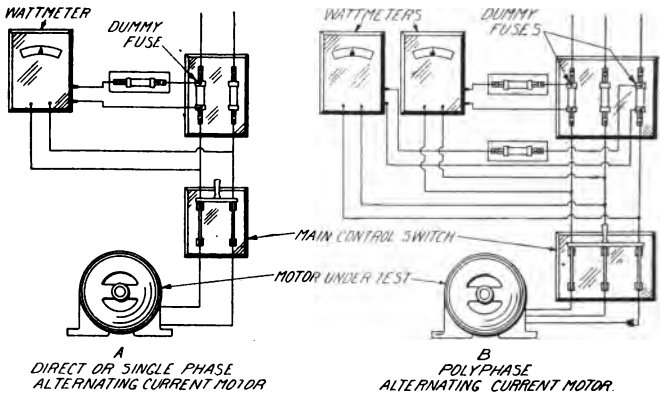 WATTMETER
DUMMY
FUSE
WATTMETERS
DUMMY
FUSES
MAIN CONTROL SWITCH
MOTOR UNDER TEST
A
DIRECT OR SINGLE PHASE
ALTERNATING CURRENT MOTOR
B
POLYPHASE
ALTERNATING CURRENT MOTOR.